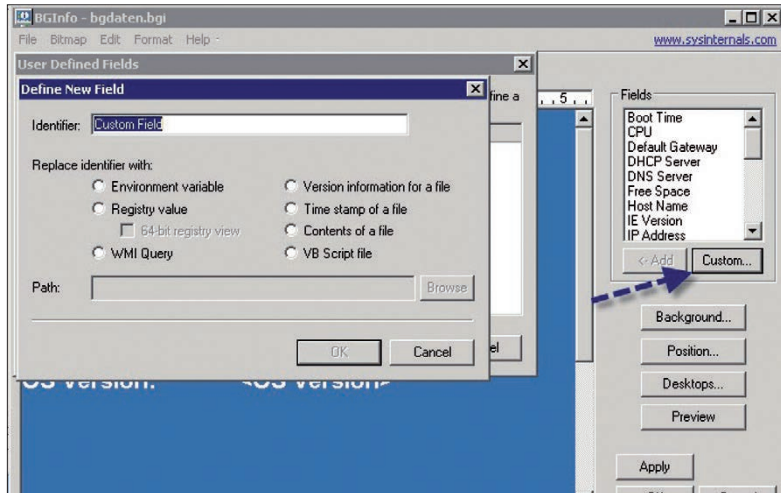 BGInfo - bgdaten.bgi
File Bitmap Edit Format Help
www.sysinternals.com
User Defined Fields
Define New Field
fine a
5
Fields
Identifier: Custom Field
Boot Time
CPU
Default Gateway
DHCP Server
DNS Server
Free Space
Host Name
IE Version
IP Address
Replace identifier with:
Environment variable
Version information for a file
Registry value
Time stamp of a file
64-bit registry view
Contents of a file
WMI Query
VB Script file
<- Add
Custom...
Path:
Browse
Background...
OK
Cancel
el
Position...
OS Version: <OS Version>
Desktops...
Preview
Apply